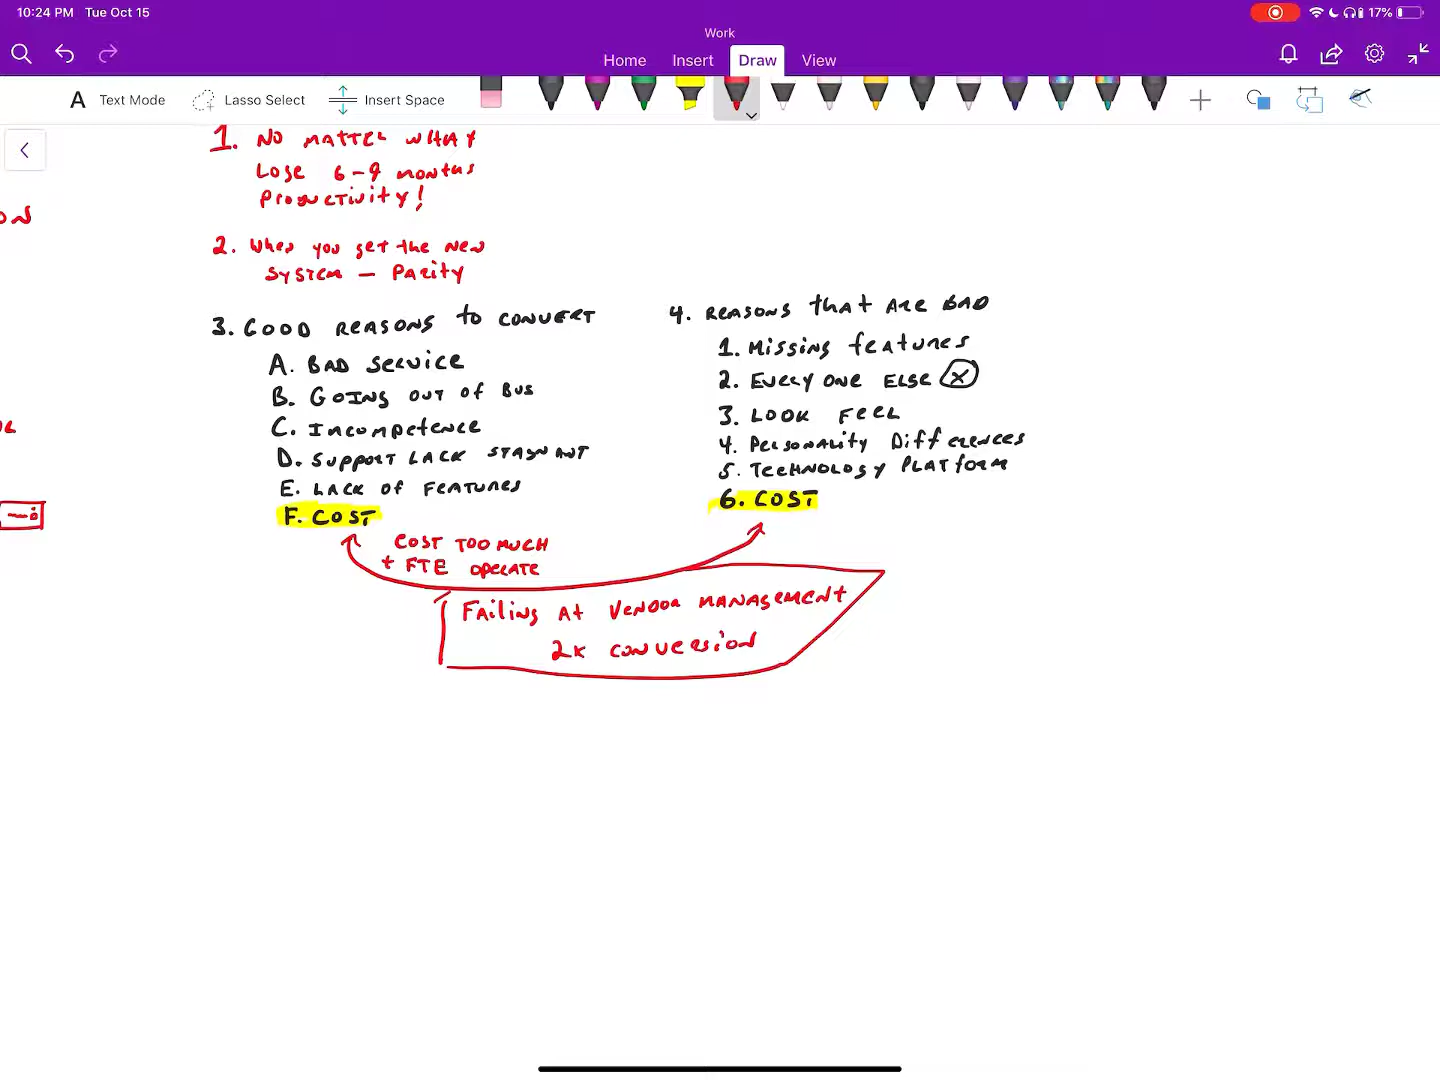 10:24 PM Tue Oct 15
17%
Work
Home Insert Draw View
A Text Mode Lasso Select Insert Space
1. NO MATTER WHAT
LOSE 6-9 MONTHS
PRODUCTIVITY!
ON
2. When you get the New
SYSTEM - PARITY
3. GOOD REASONS to CONVERT
A. BAD SERVICE
B. GOING OUT OF BUS
C. INCOMPETENCE
D. SUPPORT LACK STAGNANT
E. LACK OF FEATURES
F. COST
4. REASONS that ARE BAD
1. MISSING features
2. EVERYONE ELSE X
3. LOOK FEEL
4. PERSONALITY DIFFERENCES
5. TECHNOLOGY PLATFORM
6. COST
COST TOO MUCH
+ FTE OPERATE
FAILING AT VENDOR MANAGEMENT
2X CONVERSION